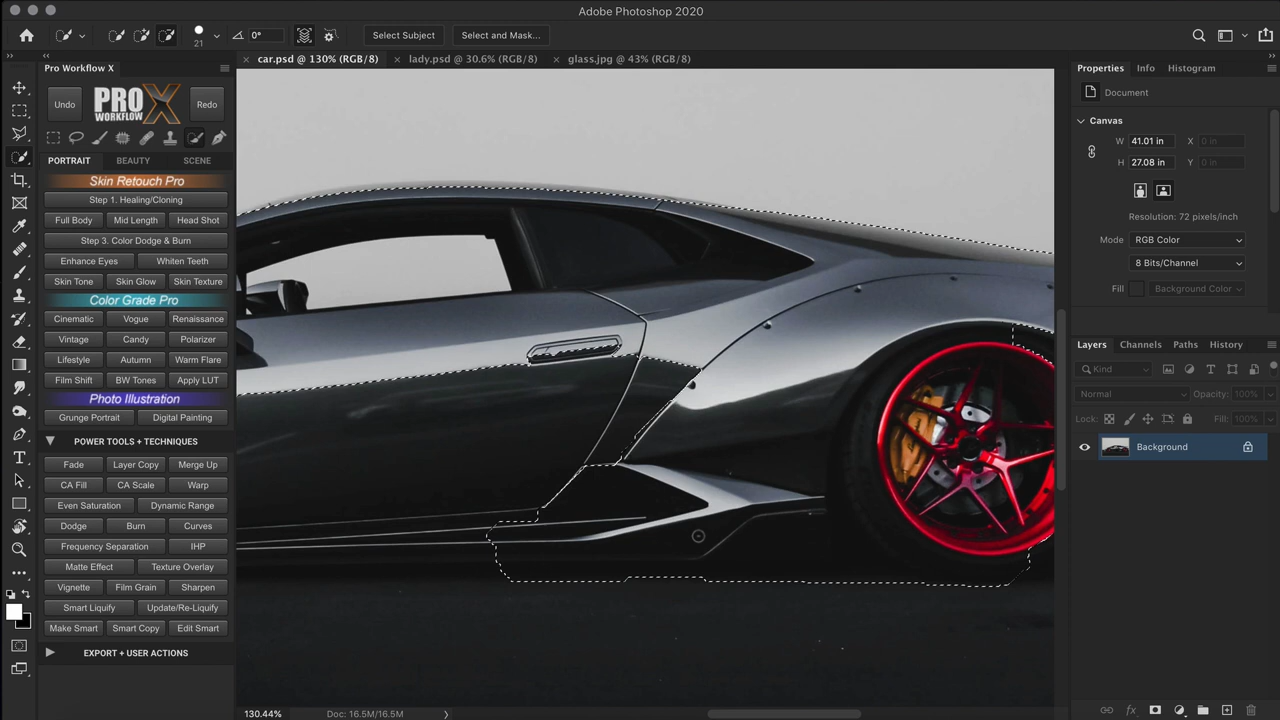 Adobe Photoshop 2020
21
0°
Select Subject
Select and Mask...
car.psd @ 130% (RGB/8)
lady.psd @ 30.6% (RGB/8)
glass.jpg @ 43% (RGB/8)
Pro Workflow X
Undo
PRO
WORKFLOW
X
Redo
PORTRAIT
BEAUTY
SCENE
Skin Retouch Pro
Step 1. Healing/Cloning
Full Body
Mid Length
Head Shot
Step 3. Color Dodge & Burn
Enhance Eyes
Whiten Teeth
Skin Tone
Skin Glow
Skin Texture
Color Grade Pro
Cinematic
Vogue
Renaissance
Vintage
Candy
Polarizer
Lifestyle
Autumn
Warm Flare
Film Shift
BW Tones
Apply LUT
Photo Illustration
Grunge Portrait
Digital Painting
POWER TOOLS + TECHNIQUES
Fade
Layer Copy
Merge Up
CA Fill
CA Scale
Warp
Even Saturation
Dynamic Range
Dodge
Burn
Curves
Frequency Separation
IHP
Matte Effect
Texture Overlay
Vignette
Film Grain
Sharpen
Smart Liquify
Update/Re-Liquify
Make Smart
Smart Copy
Edit Smart
EXPORT + USER ACTIONS
130.44%
Doc: 16.5M/16.5M
Properties
Info
Histogram
Document
Canvas
W
41.01 in
X
0 in
H
27.08 in
Y
0 in
Resolution: 72 pixels/inch
Mode
RGB Color
8 Bits/Channel
Fill
Background Color
Layers
Channels
Paths
History
Kind
Normal
Opacity:
100%
Lock:
Fill:
100%
Background